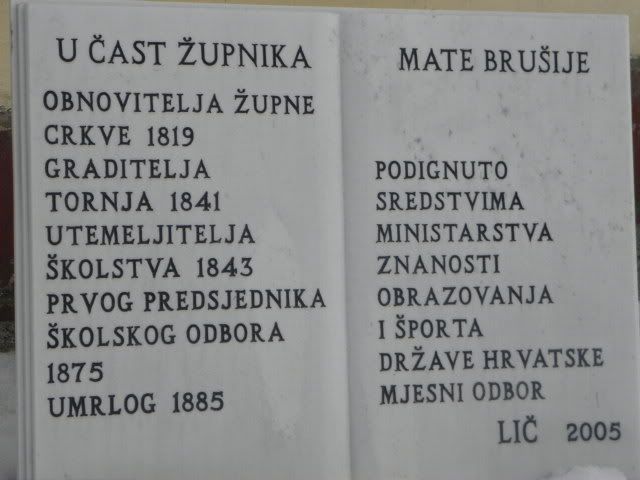 U ČAST ŽUPNIKA
OBNOVITELJA ŽUPNE
CRKVE 1819
GRADITELJA
TORNJA 1841
UTEMELJITELJA
ŠKOLSTVA 1843
PRVOG PREDSJEDNIKA
ŠKOLSKOG ODBORA
1875
UMRLOG 1885
MATE BRUŠIJE
PODIGNUTO
SREDSTVIMA
MINISTARSTVA
ZNANOSTI
OBRAZOVANJA
I ŠPORTA
DRŽAVE HRVATSKE
MJESNI ODBOR
LIČ 2005